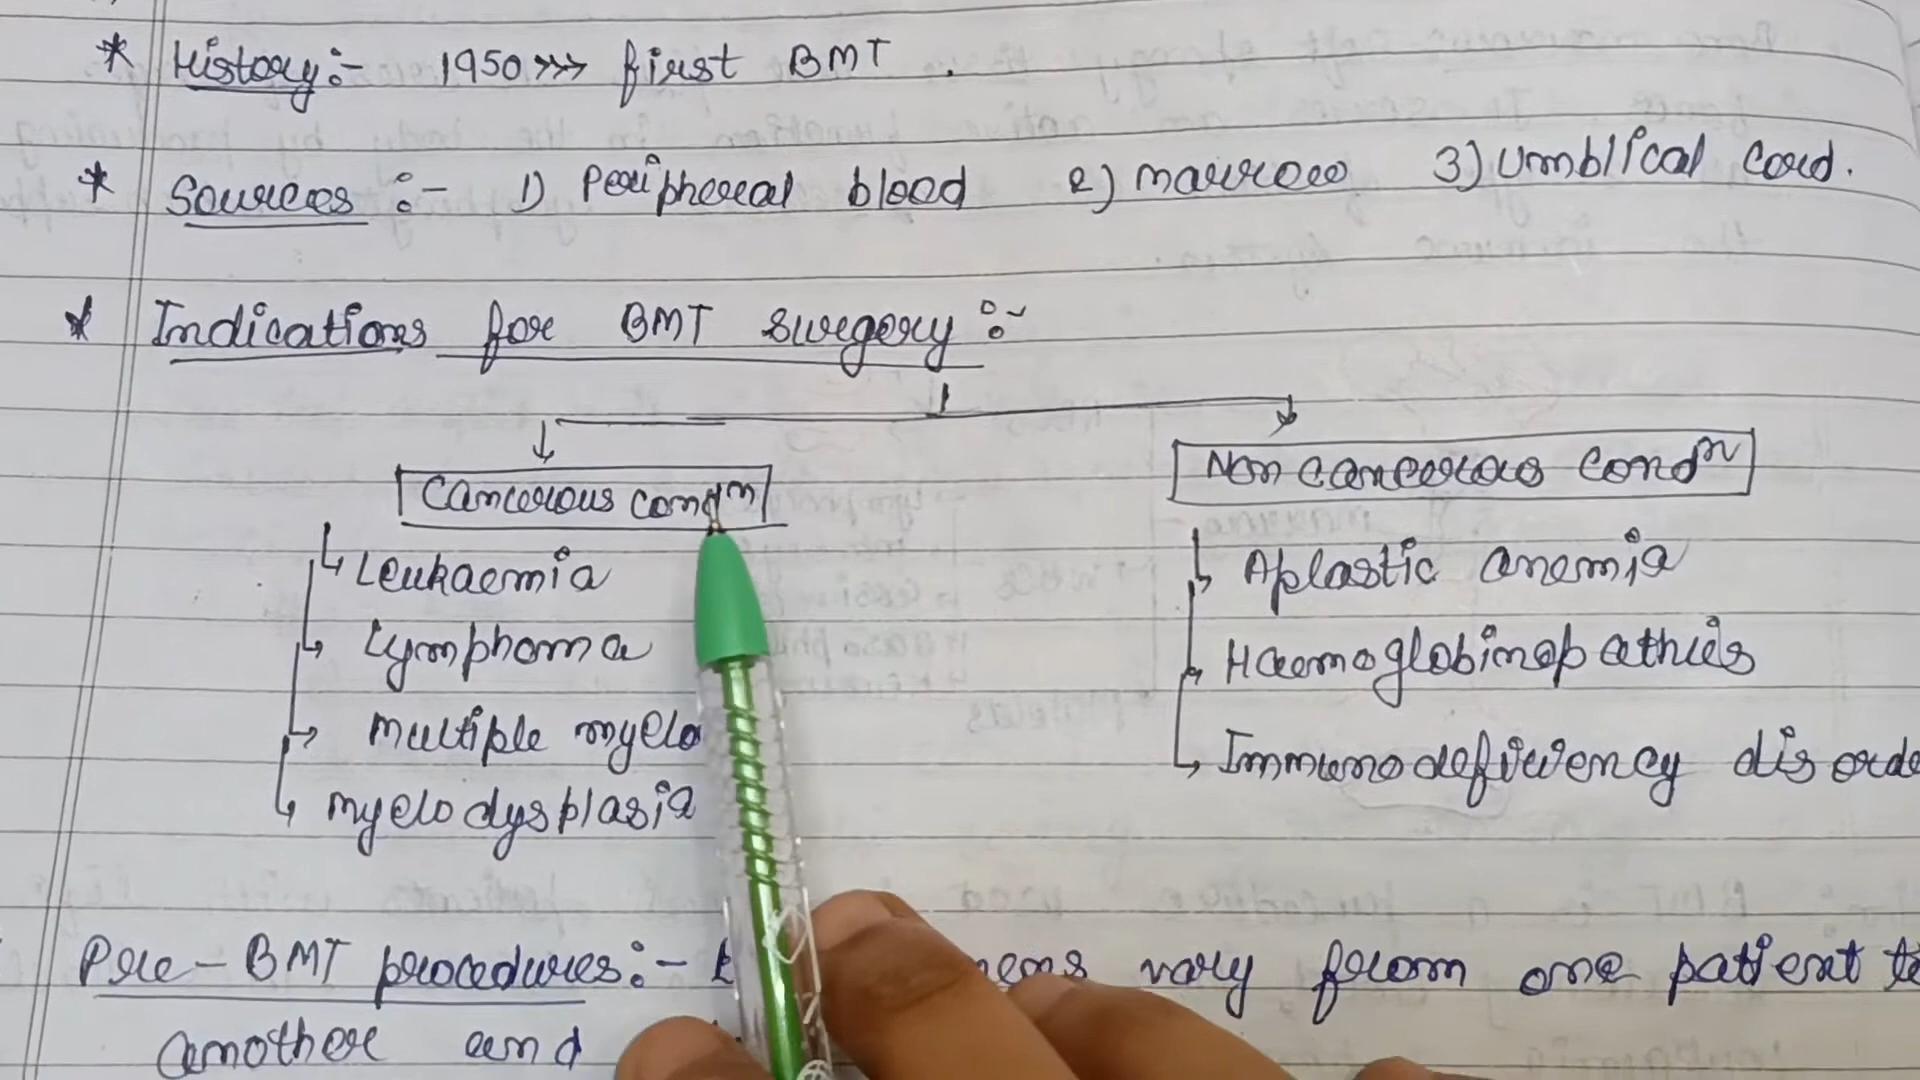 * History:- 1950 >>> first BMT .
* Sources :- 1) Periphereal blood 2) marrow 3) Umblical Cord.
* Indications for BMT surgery :-
Cancerous condn
Non cancerous Condn
Leukaemia
Aplastic anemia
Lymphoma
Haemoglobinopathies
multiple myelo
Immunodeficiency disorde
myelodysplasia
Pre-BMT procedures:- vary from one patient to
another and